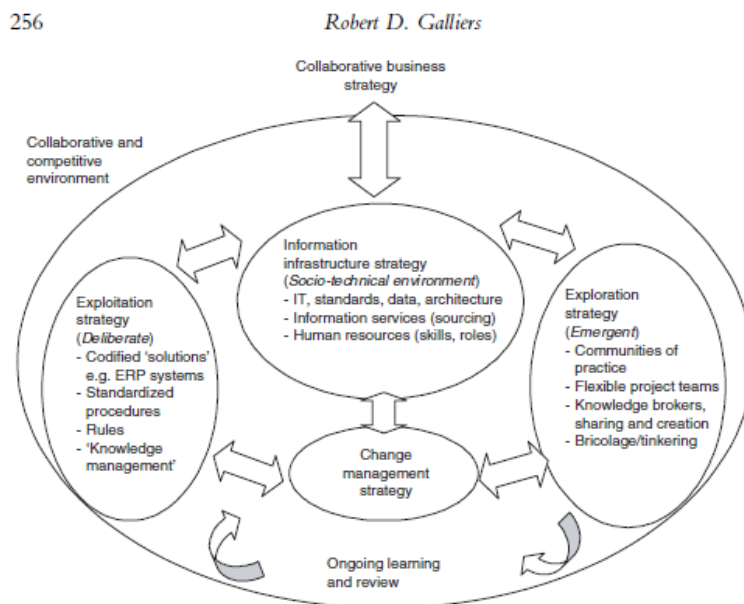 256
Robert D. Galliers
Collaborative business
strategy
Collaborative and
competitive
environment
Information
infrastructure strategy
(Socio-technical environment)
- IT, standards, data, architecture
- Information services (sourcing)
- Human resources (skills, roles)
Exploitation
strategy
(Deliberate)
- Codified ‘solutions’
e.g. ERP systems
- Standardized
procedures
- Rules
- ‘Knowledge
management’
Exploration
strategy
(Emergent)
- Communities of
practice
- Flexible project teams
- Knowledge brokers,
sharing and creation
- Bricolage/tinkering
Change
management
strategy
Ongoing learning
and review